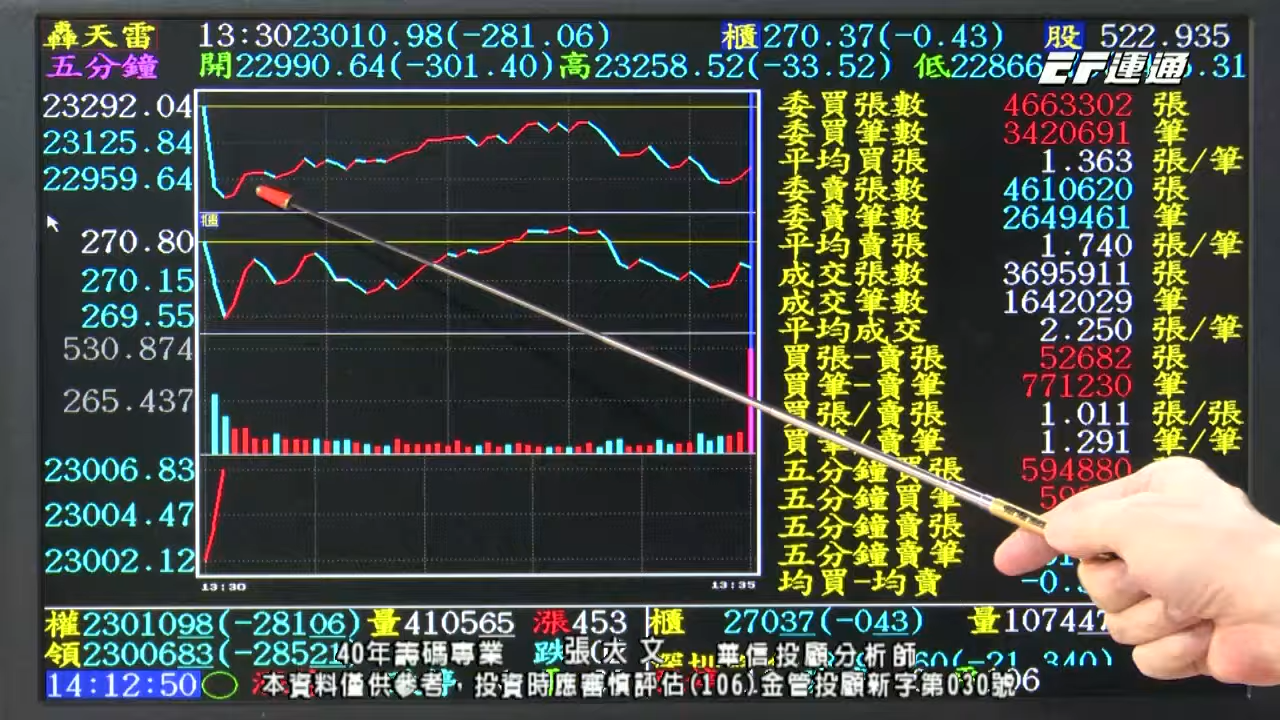 轟天雷 13:30 23010.98(-281.06) 櫃 270.37(-0.43) 股 522.935
五分鐘 開22990.64(-301.40) 高23258.52(-33.52) 低22866 .31
EF 運通
23292.04
23125.84
22959.64
櫃
270.80
270.15
269.55
530.874
265.437
23006.83
23004.47
23002.12
13:30 13:35
委買張數 4663302 張
委買筆數 3420691 筆
平均買張 1.363 張/筆
委賣張數 4610620 張
委賣筆數 2649461 筆
平均賣張 1.740 張/筆
成交張數 3695911 張
成交筆數 1642029 筆
平均成交 2.250 張/筆
買張-賣張 52682 張
買筆-賣筆 771230 筆
買張/賣張 1.011 張/張
買筆/賣筆 1.291 筆/筆
五分鐘買張 594880
五分鐘買筆
五分鐘賣張
五分鐘賣筆
均買-均賣 -0.
權2301098(-28106) 量410565 漲453 櫃 27037(-043) 量107447
領2300683(-28521 跌
40年籌碼專業 張太文 華信投顧分析師
14:12:50
本資料僅供參考，投資時應審慎評估(106)金管投顧新字第030號